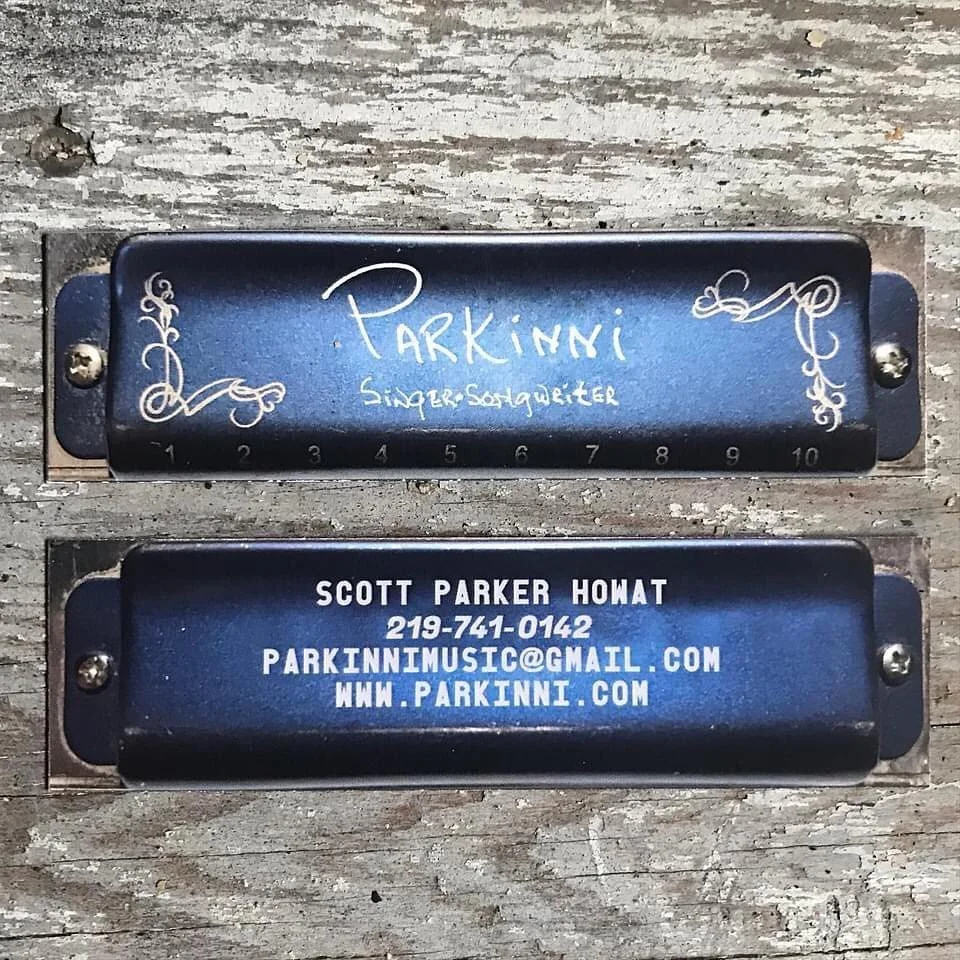 PARKiNNi
SiNGER·SONGWRiTER
1 2 3 4 5 6 7 8 9 10
SCOTT PARKER HOWAT
219-741-0142
PARKINNIMUSIC@GMAIL.COM
WWW.PARKINNI.COM